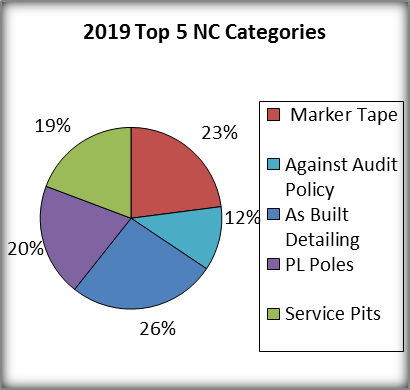 2019 Top 5 NC Categories
19%
23%
12%
20%
26%
Marker Tape
Against Audit
Policy
As Built
Detailing
PL Poles
Service Pits